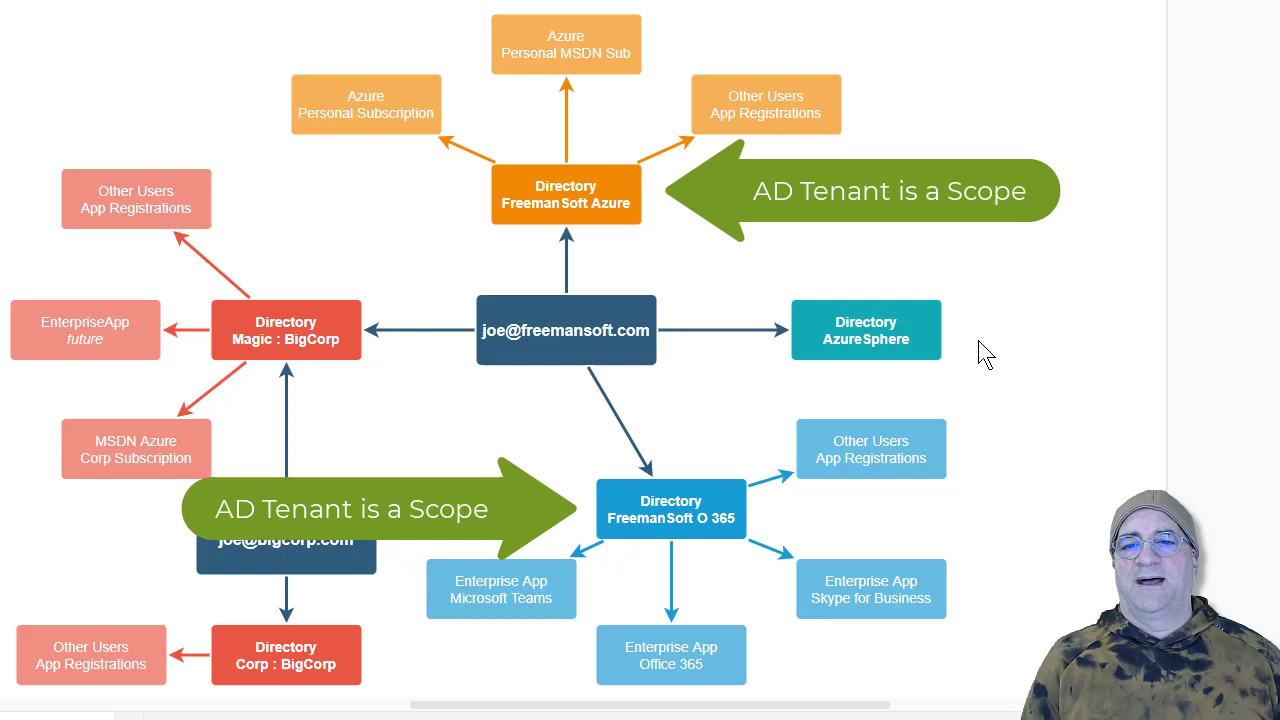 Azure
Personal MSDN Sub
Azure
Personal Subscription
Other Users
App Registrations
Directory
FreemanSoft Azure
AD Tenant is a Scope
Other Users
App Registrations
EnterpriseApp
future
Directory
Magic : BigCorp
joe@freemansoft.com
Directory
AzureSphere
MSDN Azure
Corp Subscription
Other Users
App Registrations
AD Tenant is a Scope
Directory
FreemanSoft O 365
joe@bigcorp.com
Enterprise App
Microsoft Teams
Enterprise App
Skype for Business
Other Users
App Registrations
Directory
Corp : BigCorp
Enterprise App
Office 365